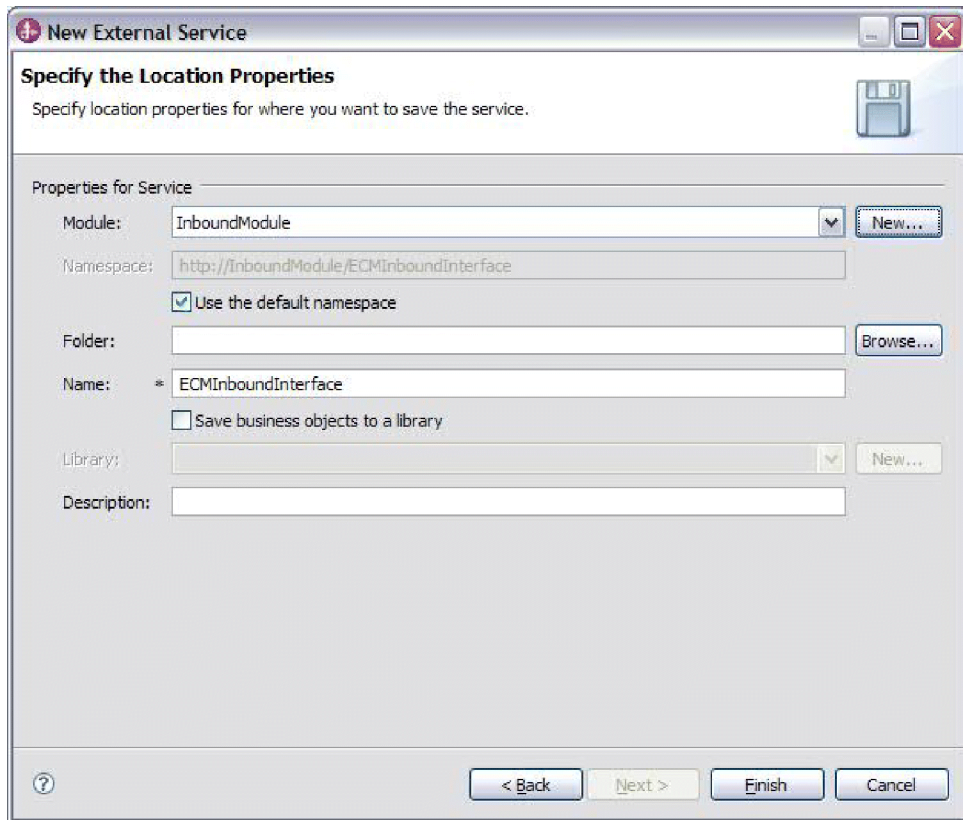 New External Service
Specify the Location Properties
Specify location properties for where you want to save the service.
Properties for Service
Module: InboundModule New...
Namespace: http://InboundModule/ECMInboundInterface
Use the default namespace
Folder: Browse...
Name: * ECMInboundInterface
Save business objects to a library
Library: New...
Description:
? < Back Next > Finish Cancel